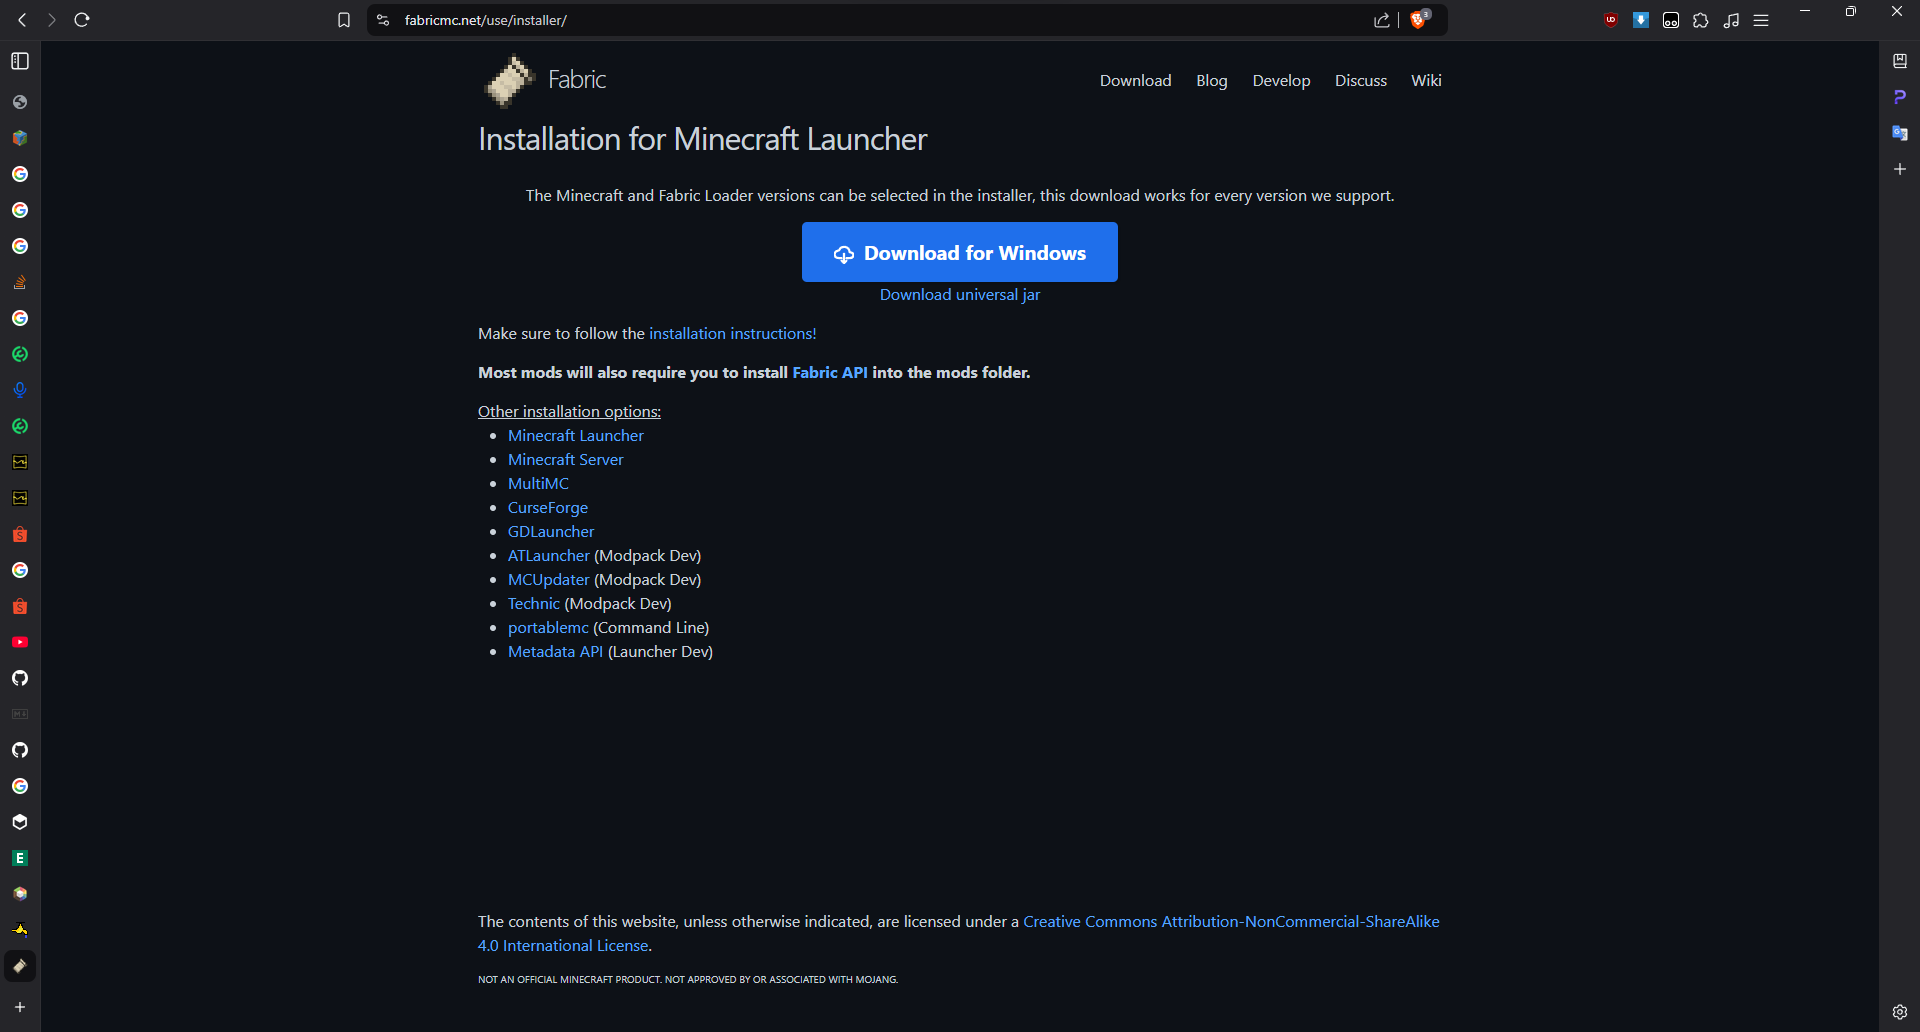 fabricmc.net/use/installer/
3
Fabric
Download
Blog
Develop
Discuss
Wiki
Installation for Minecraft Launcher
The Minecraft and Fabric Loader versions can be selected in the installer, this download works for every version we support.
Download for Windows
Download universal jar
Make sure to follow the installation instructions!
Most mods will also require you to install Fabric API into the mods folder.
Other installation options:
Minecraft Launcher
Minecraft Server
MultiMC
CurseForge
GDLauncher
ATLauncher (Modpack Dev)
MCUpdater (Modpack Dev)
Technic (Modpack Dev)
portablemc (Command Line)
Metadata API (Launcher Dev)
The contents of this website, unless otherwise indicated, are licensed under a Creative Commons Attribution-NonCommercial-ShareAlike
4.0 International License.
NOT AN OFFICIAL MINECRAFT PRODUCT. NOT APPROVED BY OR ASSOCIATED WITH MOJANG.